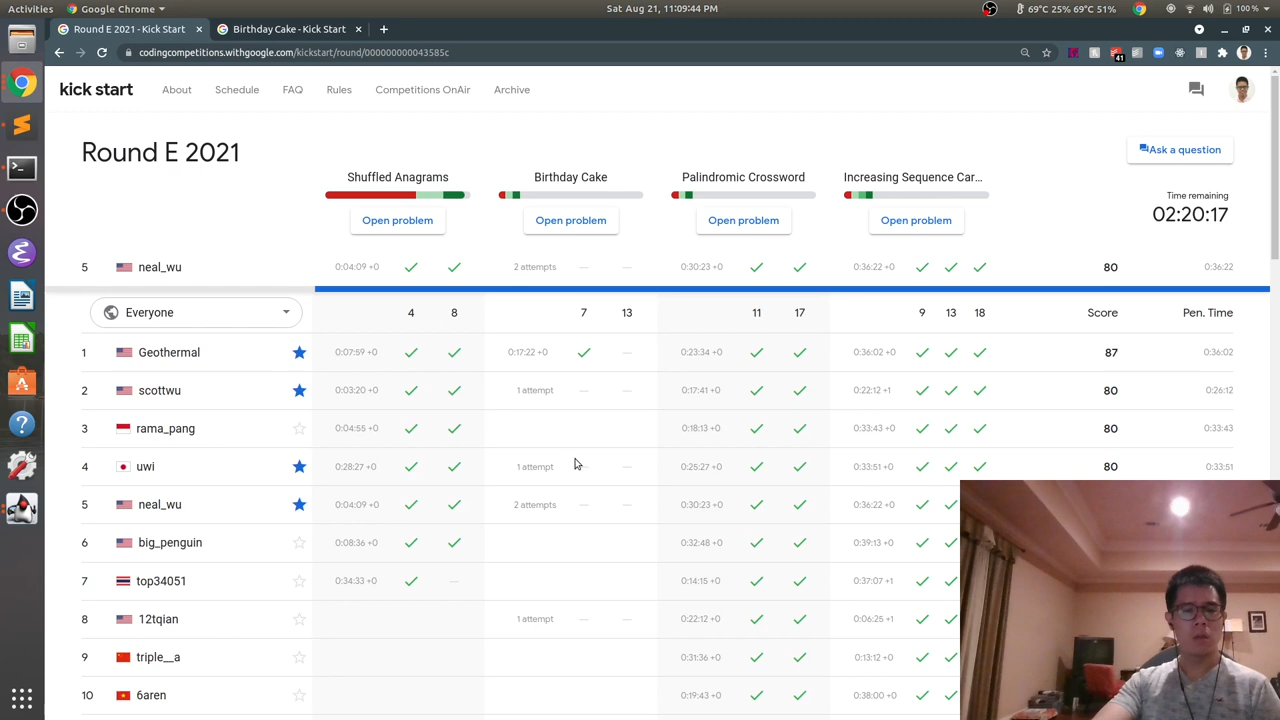 Activities Google Chrome Sat Aug 21, 11:09:44 PM 69°C 25% 69°C 51% 100 %
Round E 2021 - Kick Start Birthday Cake - Kick Start
codingcompetitions.withgoogle.com/kickstart/round/000000000043585c 41
kick start About Schedule FAQ Rules Competitions OnAir Archive
Round E 2021 Ask a question
Shuffled Anagrams Birthday Cake Palindromic Crossword Increasing Sequence Car...
Time remaining
Open problem Open problem Open problem Open problem 02:20:17
5 neal_wu 0:04:09 +0 2 attempts — — 0:30:23 +0 0:36:22 +0 80 0:36:22
Everyone 4 8 7 13 11 17 9 13 18 Score Pen. Time
1 Geothermal 0:07:59 +0 0:17:22 +0 — 0:23:34 +0 0:36:02 +0 87 0:36:02
2 scottwu 0:03:20 +0 1 attempt — — 0:17:41 +0 0:22:12 +1 80 0:26:12
3 rama_pang 0:04:55 +0 0:18:13 +0 0:33:43 +0 80 0:33:43
4 uwi 0:28:27 +0 1 attempt — — 0:25:27 +0 0:33:51 +0 80 0:33:51
5 neal_wu 0:04:09 +0 2 attempts — — 0:30:23 +0 0:36:22 +0
6 big_penguin 0:08:36 +0 0:32:48 +0 0:39:13 +0
7 top34051 0:34:33 +0 — 0:14:15 +0 0:37:07 +1
8 12tqian 1 attempt — — 0:22:12 +0 0:06:25 +1
9 triple__a 0:31:36 +0 0:13:12 +0
10 6aren 0:19:43 +0 0:38:00 +0